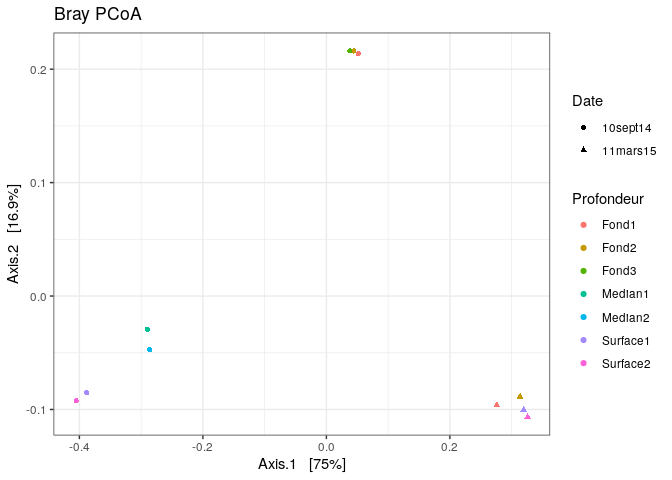 Bray PCoA
0.2
0.1
0.0
-0.1
-0.4
-0.2
0.0
0.2
Axis.1 [75%]
Axis.2 [16.9%]
Date
10sept14
11mars15
Profondeur
Fond1
Fond2
Fond3
Median1
Median2
Surface1
Surface2